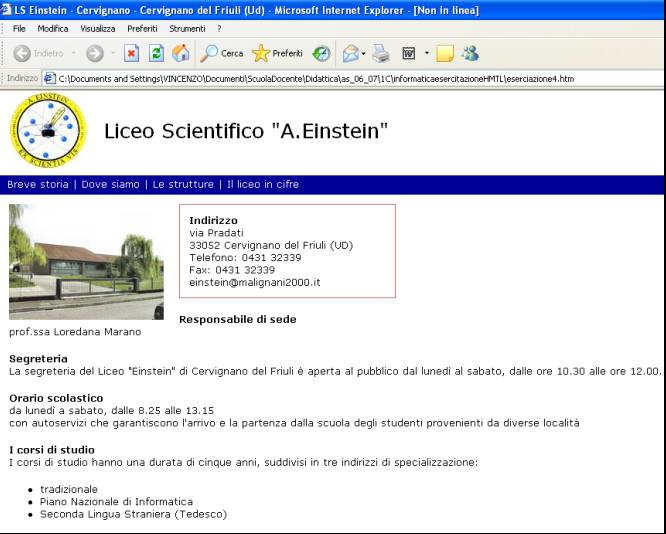 LS Einstein - Cervignano - Cervignano del Friuli (Ud) - Microsoft Internet Explorer - [Non in linea]
File Modifica Visualizza Preferiti Strumenti ?
Indietro Cerca Preferiti
Indirizzo C:\Documents and Settings\VINCENZO\Documenti\ScuolaDocente\Didattica\as_06_07\1C\informaticaesercitazioneHMTL\eserciazione4.htm
A. EINSTEIN
EX SCIENTIA VIS
Liceo Scientifico "A.Einstein"
Breve storia | Dove siamo | Le strutture | Il liceo in cifre
Indirizzo
via Pradati
33052 Cervignano del Friuli (UD)
Telefono: 0431 32339
Fax: 0431 32339
einstein@malignani2000.it
Responsabile di sede
prof.ssa Loredana Marano
Segreteria
La segreteria del Liceo "Einstein" di Cervignano del Friuli è aperta al pubblico dal lunedì al sabato, dalle ore 10.30 alle ore 12.00.
Orario scolastico
da lunedì a sabato, dalle 8.25 alle 13.15
con autoservizi che garantiscono l'arrivo e la partenza dalla scuola degli studenti provenienti da diverse località
I corsi di studio
I corsi di studio hanno una durata di cinque anni, suddivisi in tre indirizzi di specializzazione:
• tradizionale
• Piano Nazionale di Informatica
• Seconda Lingua Straniera (Tedesco)